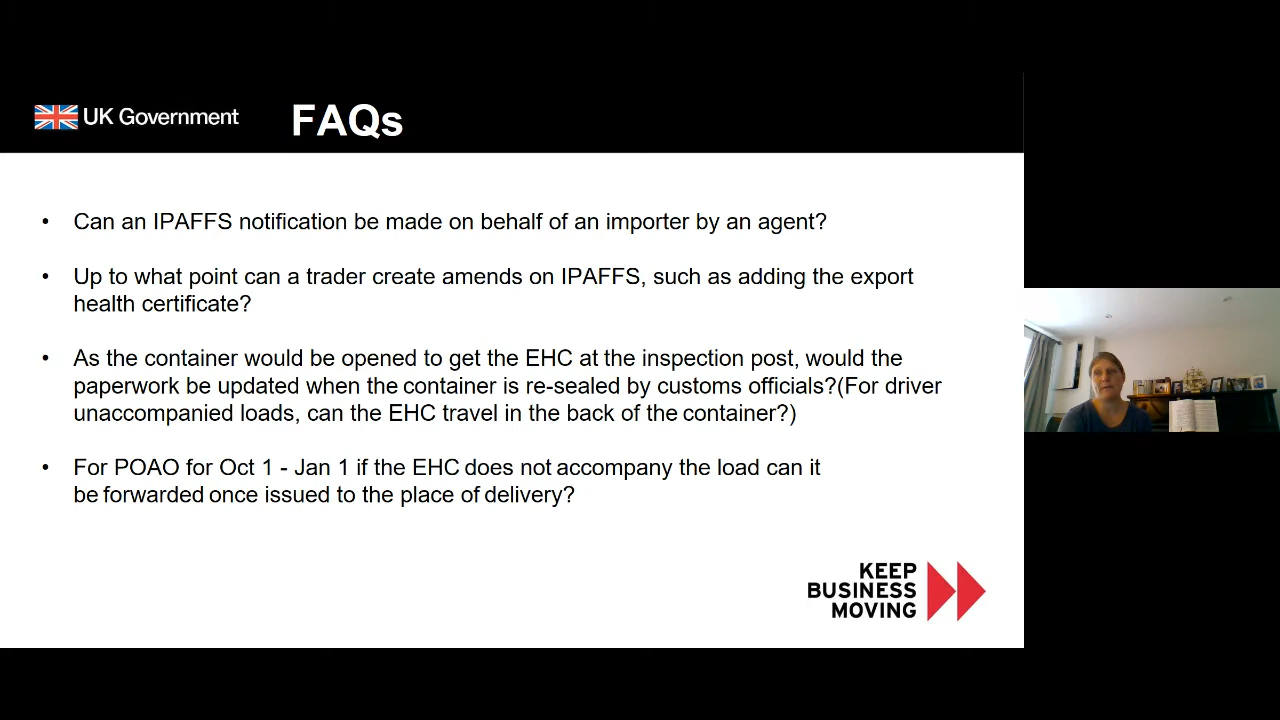 UK Government
FAQs
• Can an IPAFFS notification be made on behalf of an importer by an agent?
• Up to what point can a trader create amends on IPAFFS, such as adding the export
health certificate?
• As the container would be opened to get the EHC at the inspection post, would the
paperwork be updated when the container is re-sealed by customs officials?(For driver
unaccompanied loads, can the EHC travel in the back of the container?)
• For POAO for Oct 1 - Jan 1 if the EHC does not accompany the load can it
be forwarded once issued to the place of delivery?
KEEP
BUSINESS
MOVING